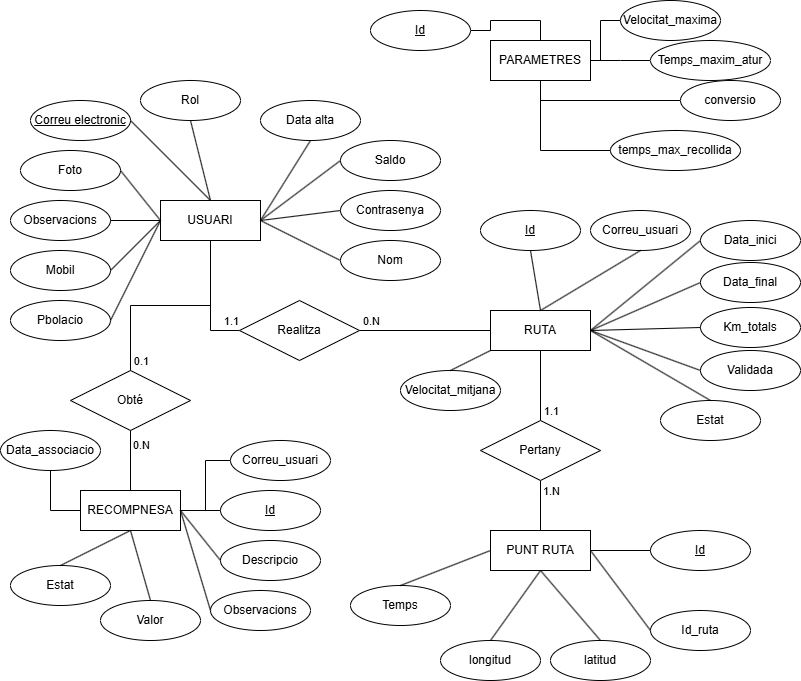 Velocitat_maxima
Id
PARAMETRES
Temps_maxim_atur
Rol
conversio
Correu electronic
Data alta
temps_max_recollida
Saldo
Foto
Contrasenya
Observacions
USUARI
Id
Correu_usuari
Data_inici
Nom
Mobil
Data_final
Pbolacio
1.1
Realitza
0.N
RUTA
Km_totals
0.1
Validada
Velocitat_mitjana
Obté
1.1
Estat
0.N
Data_associacio
Pertany
Correu_usuari
1.N
RECOMPNESA
Id
PUNT RUTA
Id
Descripcio
Estat
Temps
Observacions
Valor
Id_ruta
longitud
latitud